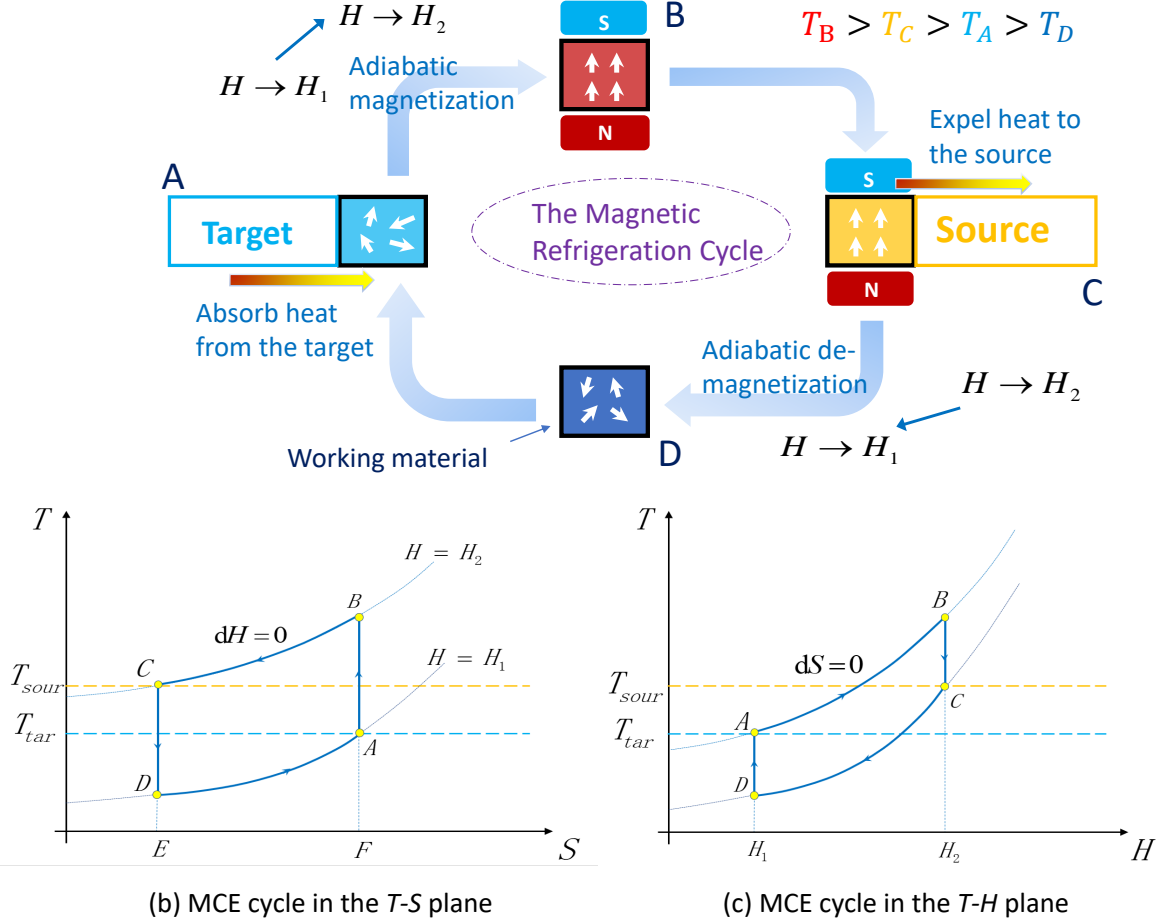 H → H₂
H → H₁
Adiabatic
magnetization
S
N
B
T_B > T_C > T_A > T_D
Expel heat to
the source
A
Target
The Magnetic
Refrigeration Cycle
S
N
Source
C
Absorb heat
from the target
Adiabatic de-
magnetization
H → H₂
H → H₁
Working material
D
T
H = H₂
B
dH = 0
C
H = H₁
T_sour
T_tar
A
D
E
F
S
(b) MCE cycle in the T-S plane
T
B
dS = 0
T_sour
C
T_tar
A
D
H₁
H₂
H
(c) MCE cycle in the T-H plane